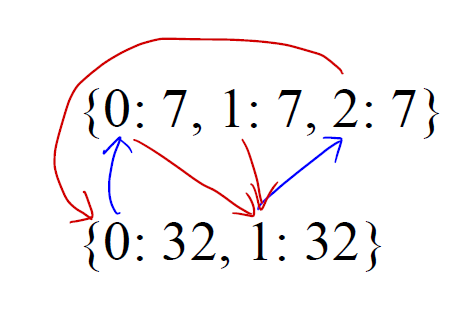 {0: 7, 1: 7, 2: 7}
{0: 32, 1: 32}